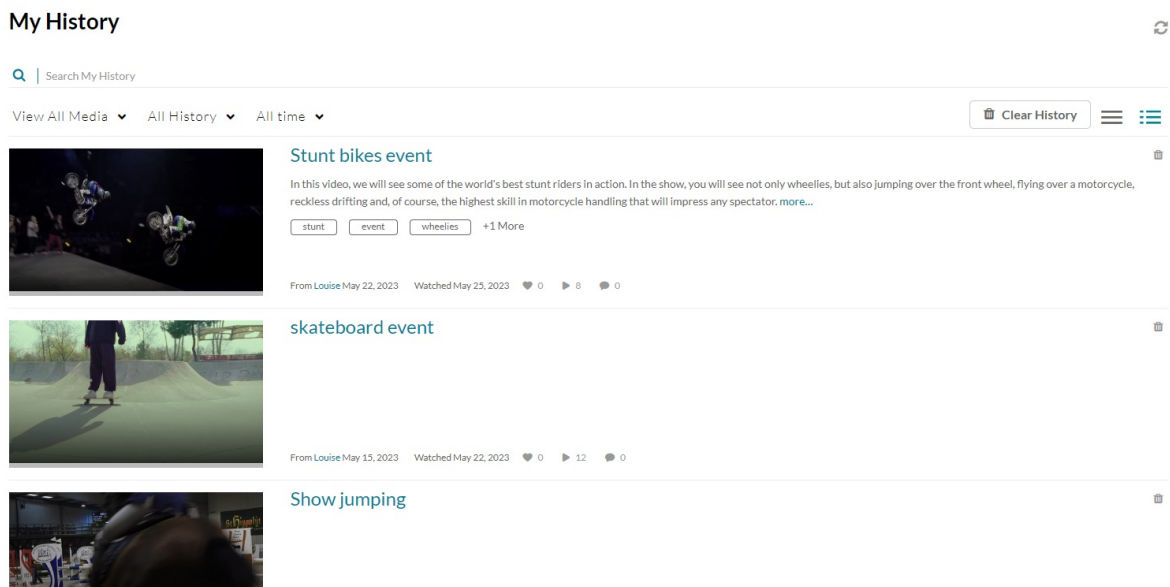 My History
Search My History
View All Media All History All time Clear History
Stunt bikes event
In this video, we will see some of the world's best stunt riders in action. In the show, you will see not only wheelies, but also jumping over the front wheel, flying over a motorcycle,
reckless drifting and, of course, the highest skill in motorcycle handling that will impress any spectator. more...
stunt event wheelies +1 More
From Louise May 22, 2023 Watched May 25, 2023 0 8 0
skateboard event
From Louise May 15, 2023 Watched May 22, 2023 0 12 0
Show jumping